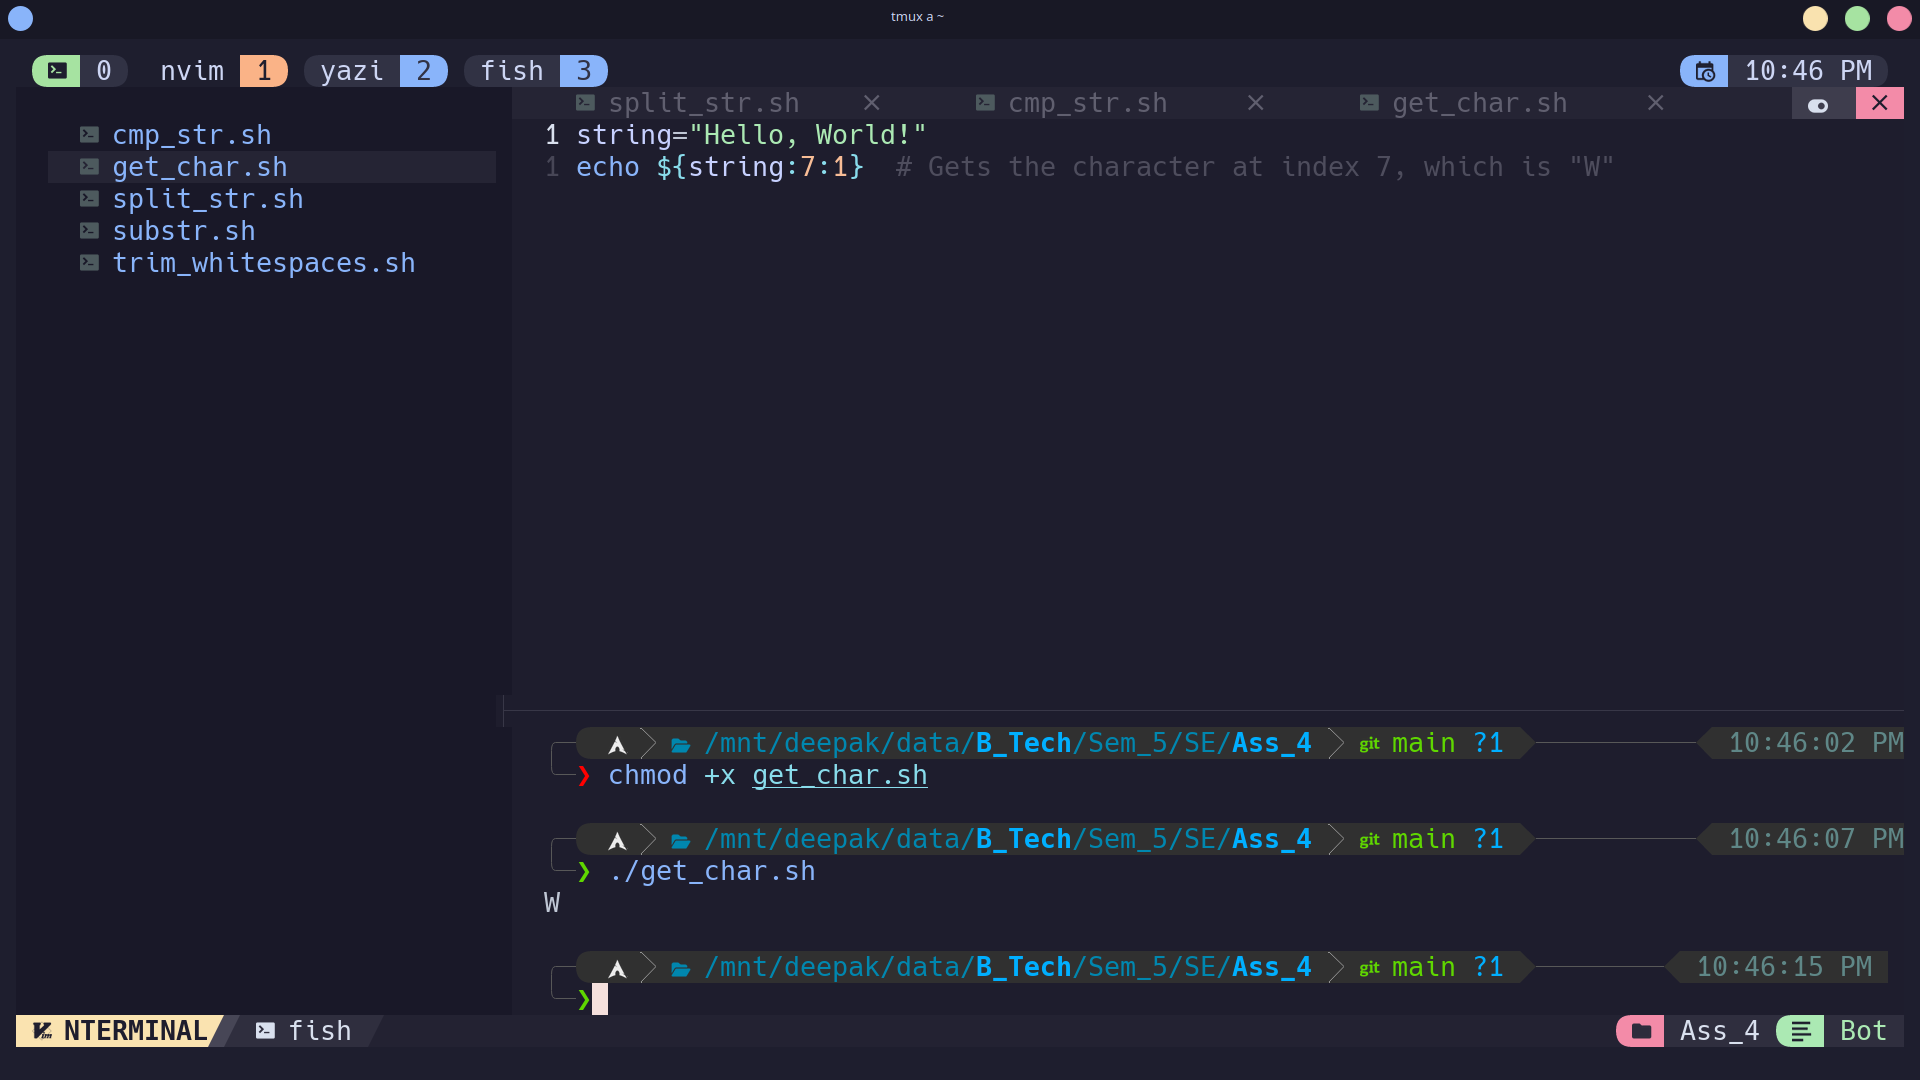 tmux a ~
0 nvim 1 yazi 2 fish 3 10:46 PM
split_str.sh cmp_str.sh get_char.sh
cmp_str.sh
get_char.sh
split_str.sh
substr.sh
trim_whitespaces.sh
1 string="Hello, World!"
1 echo ${string:7:1}  # Gets the character at index 7, which is "W"
/mnt/deepak/data/B_Tech/Sem_5/SE/Ass_4 git main ?1 10:46:02 PM
❯ chmod +x get_char.sh
/mnt/deepak/data/B_Tech/Sem_5/SE/Ass_4 git main ?1 10:46:07 PM
❯ ./get_char.sh
W
/mnt/deepak/data/B_Tech/Sem_5/SE/Ass_4 git main ?1 10:46:15 PM
❯
NTERMINAL fish Ass_4 Bot